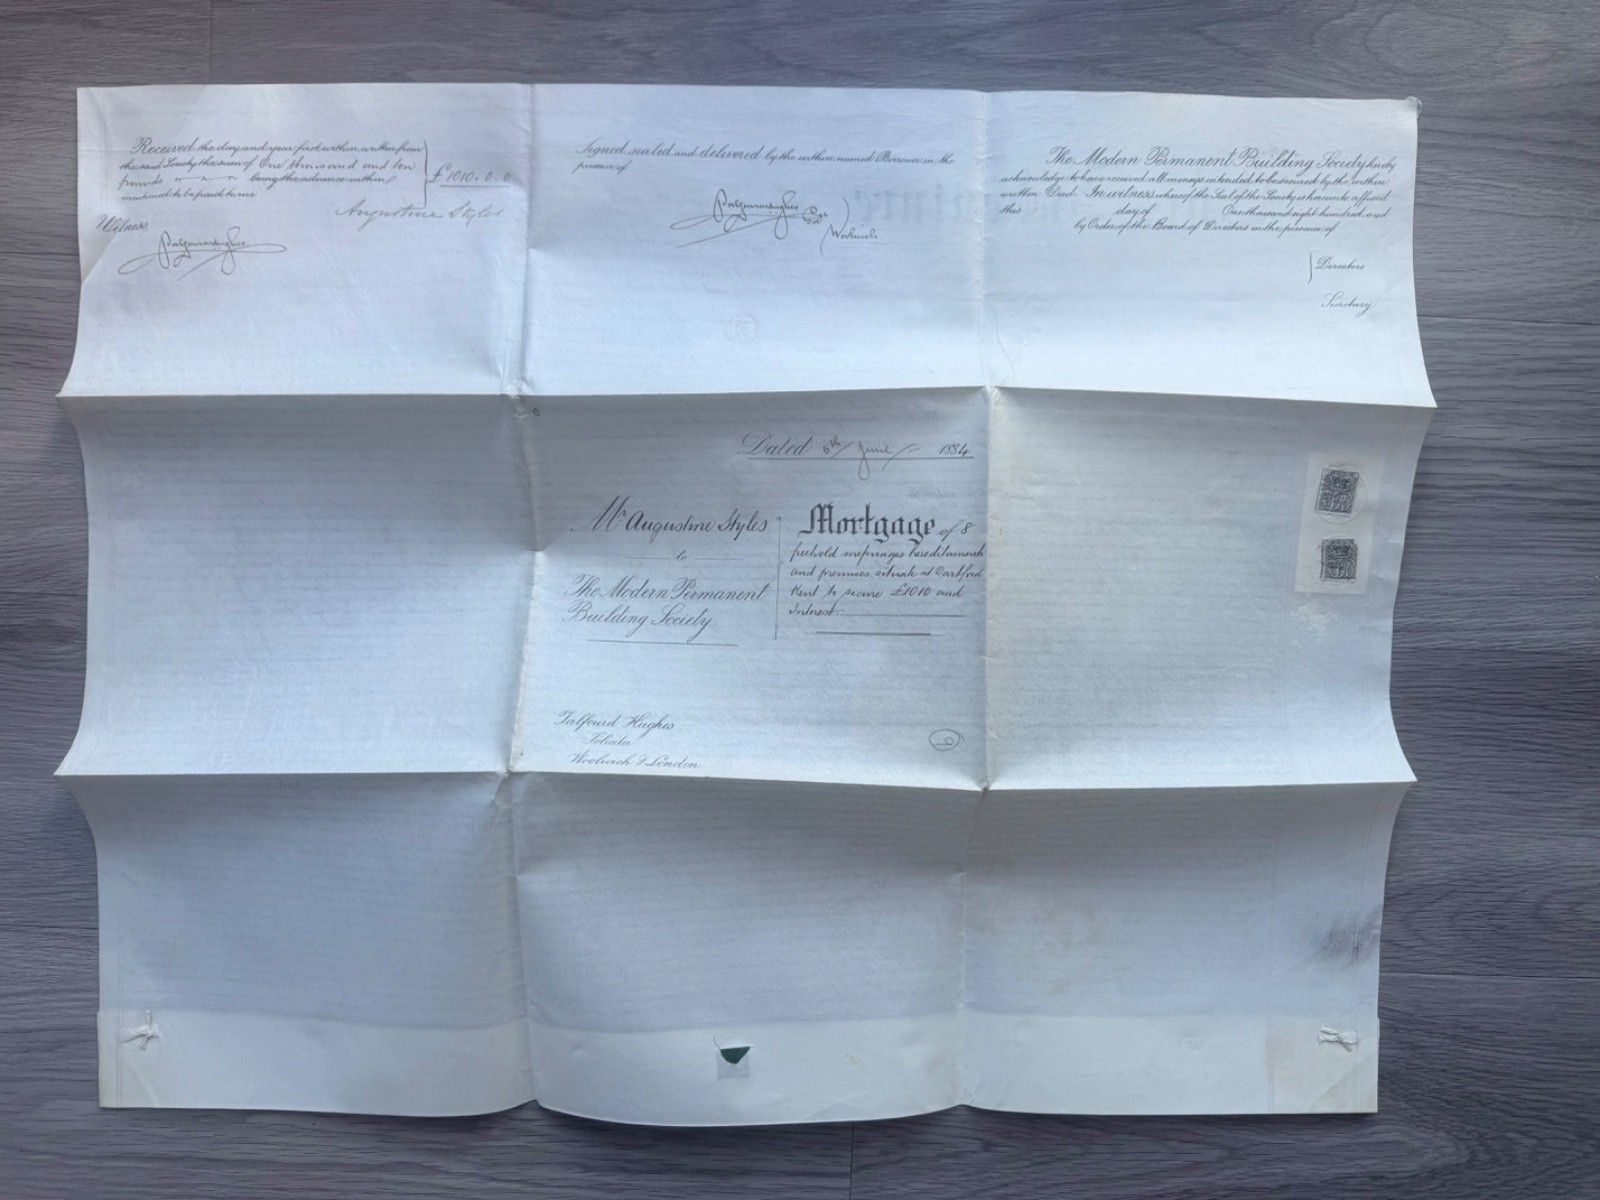 Received the day and year first within written from
the said Society the sum of One thousand and ten
pounds being the advance within
mentioned to be paid to me
£1010.0.0
Augustine Styles
Witness
Signed sealed and delivered by the within named Borrower in the
presence of
Woolwich
The Modern Permanent Building Society hereby
acknowledge to have received all moneys intended to be secured by the within
written Deed. In witness whereof the Seal of the Society is hereunto affixed
this day of One thousand eight hundred and
by Order of the Board of Directors in the presence of
Directors
Secretary
Dated 6th June 1884
Mr Augustine Styles
to
The Modern Permanent
Building Society
Mortgage of 8
freehold messuages hereditaments
and premises situate at Dartford
Kent to secure £1010 and
Interest
Talfourd Hughes
Solicitor
Woolwich & London